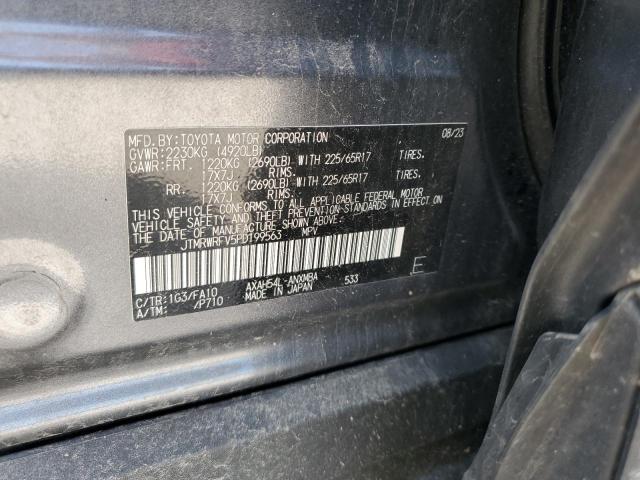 MFD. BY: TOYOTA MOTOR CORPORATION 08/23
GVWR: 2230KG (4920LB)
GAWR: FRT. 1220KG (2690LB) WITH 225/65R17 TIRES.
17X7J RIMS.
RR. 1220KG (2690LB) WITH 225/65R17 TIRES.
17X7J RIMS.
THIS VEHICLE CONFORMS TO ALL APPLICABLE FEDERAL MOTOR
VEHICLE SAFETY, BUMPER, AND THEFT PREVENTION STANDARDS IN EFFECT ON
THE DATE OF MANUFACTURE SHOWN ABOVE.
JTMRWRFV5PD199563 MPV
C/TR: 1G3/FA10 AXAH54L-ANXMBA 533
A/TM: /P710 MADE IN JAPAN E